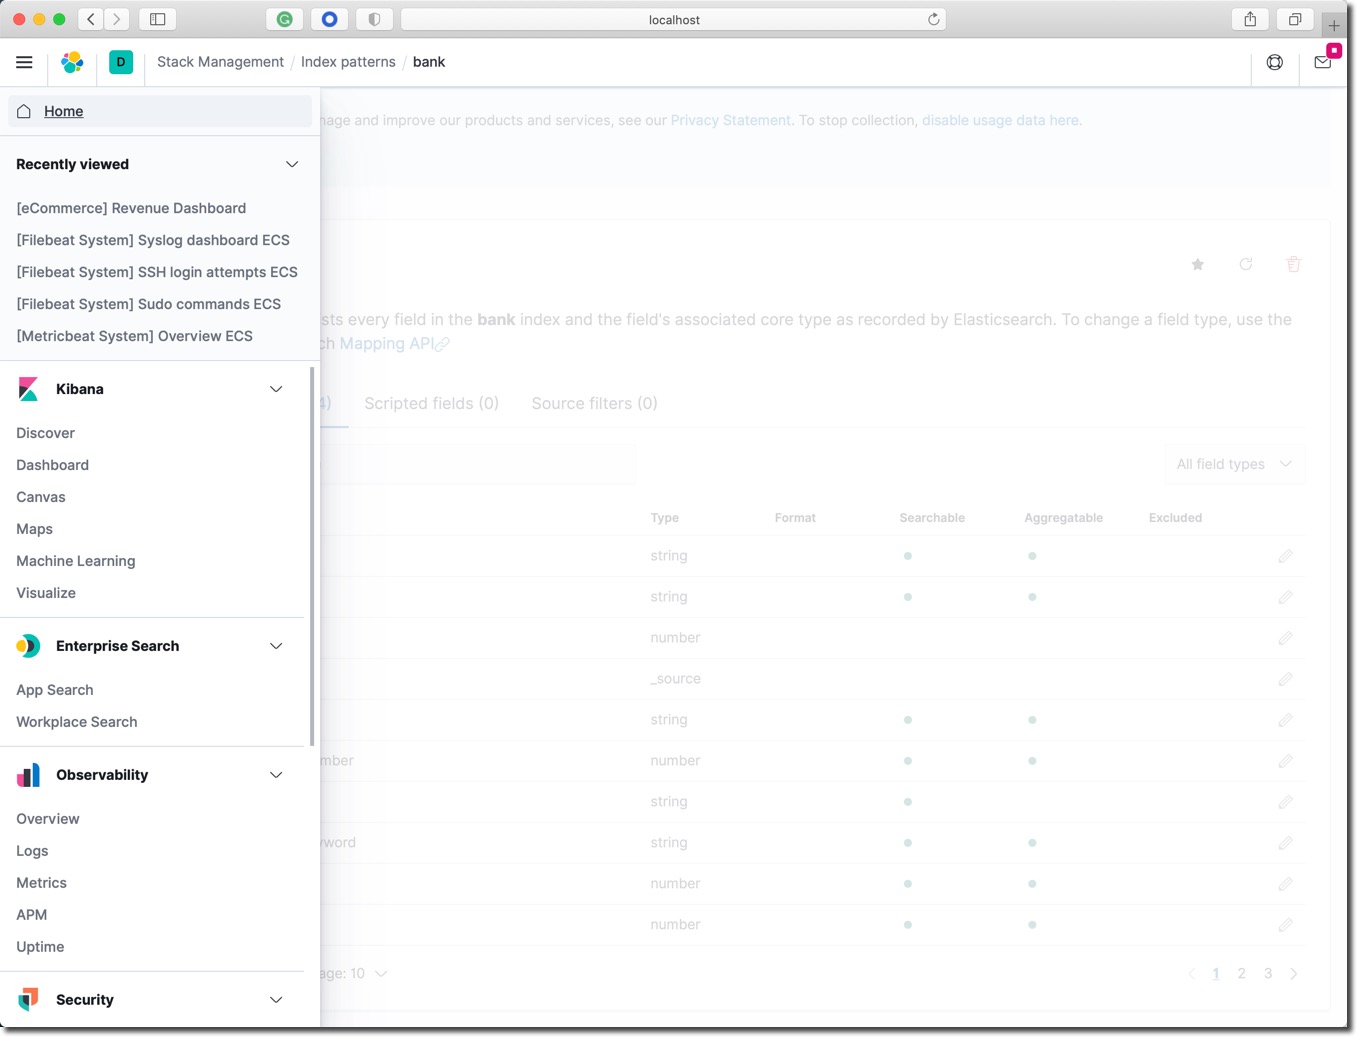 localhost
D
Stack Management / Index patterns / bank
Home
nage and improve our products and services, see our Privacy Statement. To stop collection, disable usage data here.
Recently viewed
[eCommerce] Revenue Dashboard
[Filebeat System] Syslog dashboard ECS
[Filebeat System] SSH login attempts ECS
[Filebeat System] Sudo commands ECS
[Metricbeat System] Overview ECS
Kibana
Discover
Dashboard
Canvas
Maps
Machine Learning
Visualize
Enterprise Search
App Search
Workplace Search
Observability
Overview
Logs
Metrics
APM
Uptime
Security
sts every field in the bank index and the field's associated core type as recorded by Elasticsearch. To change a field type, use the
ch Mapping API
4) Scripted fields (0) Source filters (0)
All field types
Type Format Searchable Aggregatable Excluded
string
string
number
_source
string
mber number
string
yword string
number
number
age: 10
1 2 3